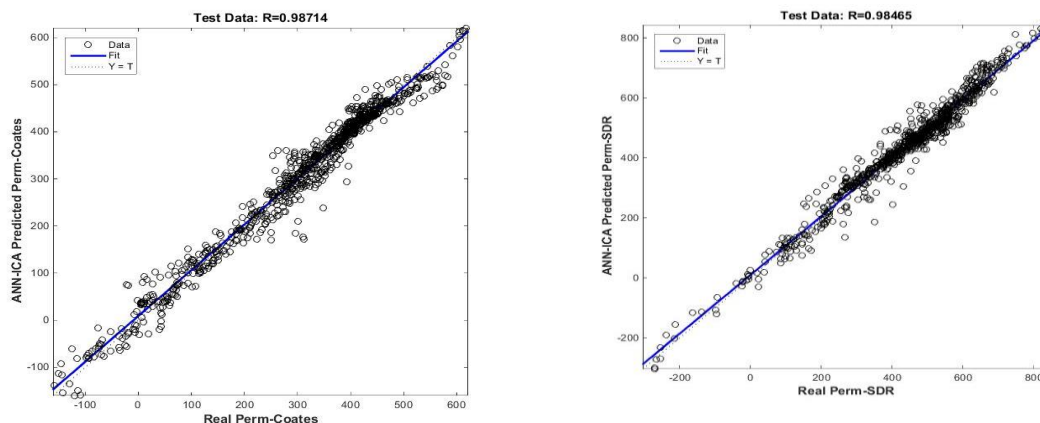 Test Data: R=0.98714
600
500
400
300
200
100
0
-100
ANN-ICA Predicted Perm-Coates
Data
Fit
Y = T
-100 0 100 200 300 400 500 600
Real Perm-Coates
Test Data: R=0.98465
800
600
400
200
0
-200
ANN-ICA Predicted Perm-SDR
Data
Fit
Y = T
-200 0 200 400 600 800
Real Perm-SDR